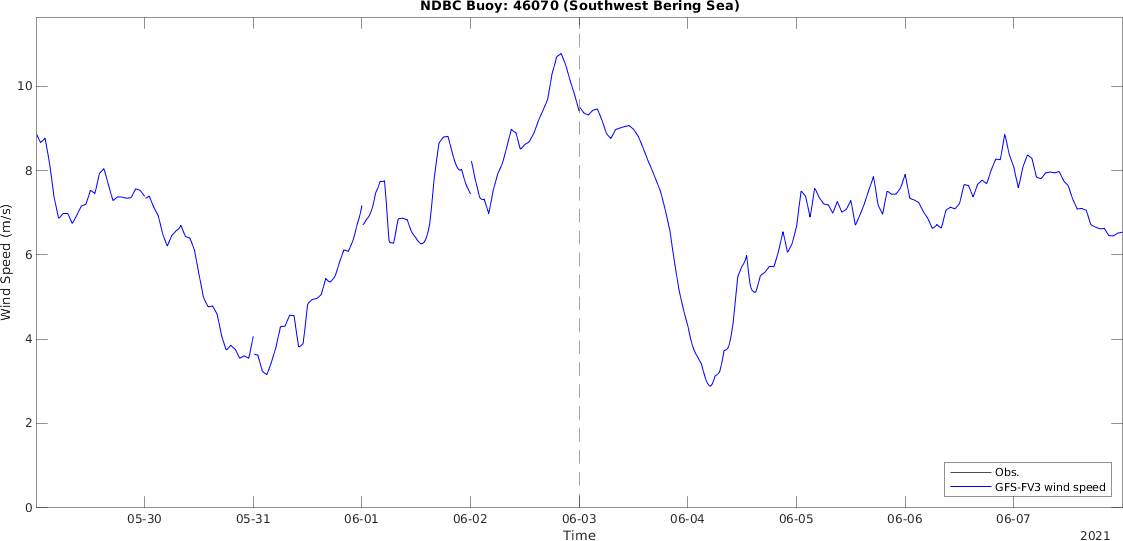 NDBC Buoy: 46070 (Southwest Bering Sea)
Wind Speed (m/s)
10
8
6
4
2
0
Obs.
GFS-FV3 wind speed
05-30 05-31 06-01 06-02 06-03 06-04 06-05 06-06 06-07
Time
2021